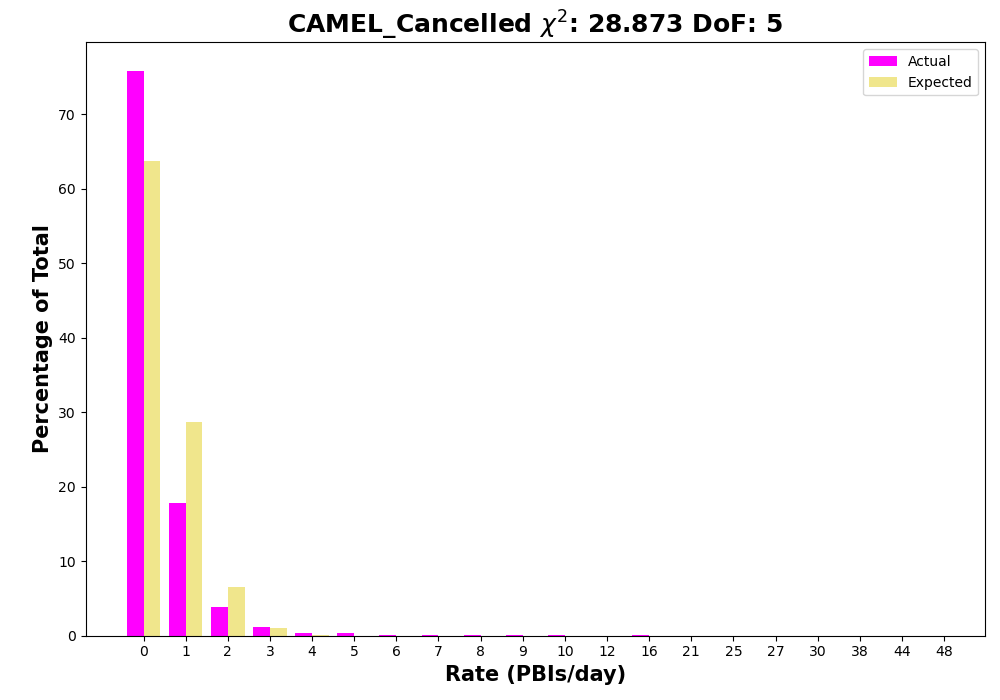 CAMEL_Cancelled χ²: 28.873 DoF: 5
Actual
Expected
Percentage of Total
70
60
50
40
30
20
10
0
0 1 2 3 4 5 6 7 8 9 10 12 16 21 25 27 30 38 44 48
Rate (PBIs/day)